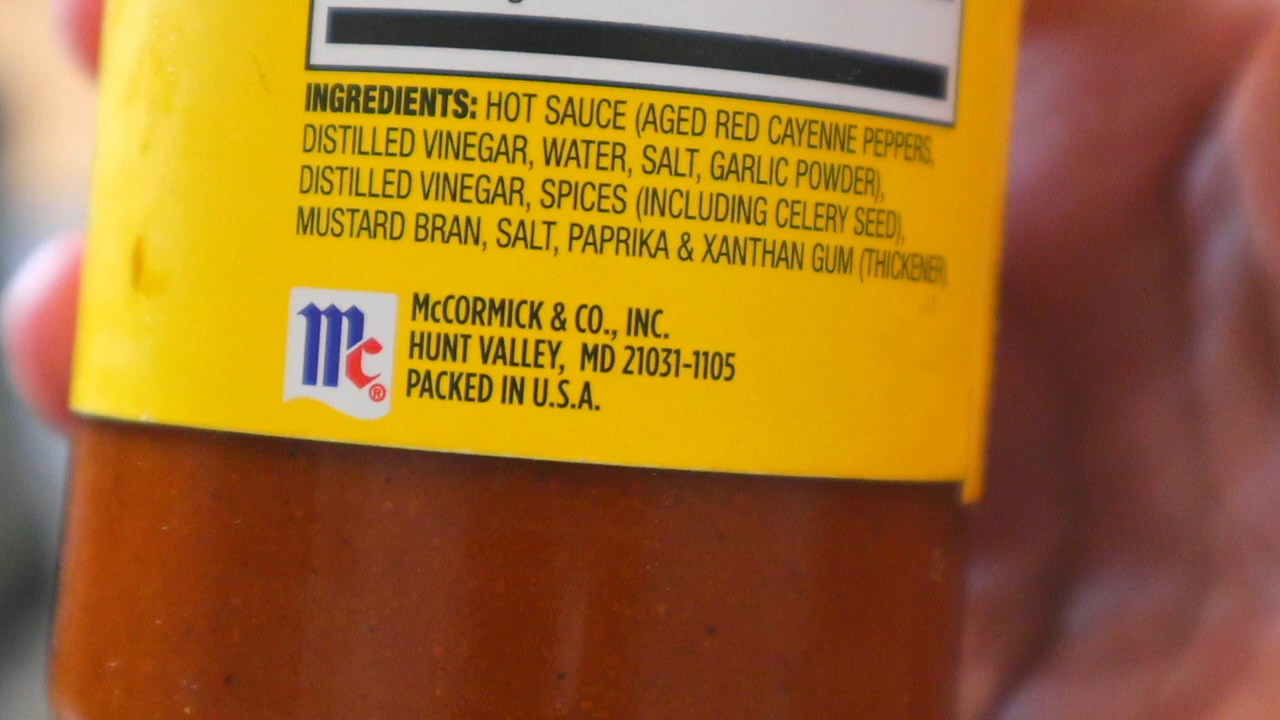 INGREDIENTS: HOT SAUCE (AGED RED CAYENNE PEPPERS,
DISTILLED VINEGAR, WATER, SALT, GARLIC POWDER),
DISTILLED VINEGAR, SPICES (INCLUDING CELERY SEED),
MUSTARD BRAN, SALT, PAPRIKA & XANTHAN GUM (THICKENER).
Mc®
McCORMICK & CO., INC.
HUNT VALLEY, MD 21031-1105
PACKED IN U.S.A.